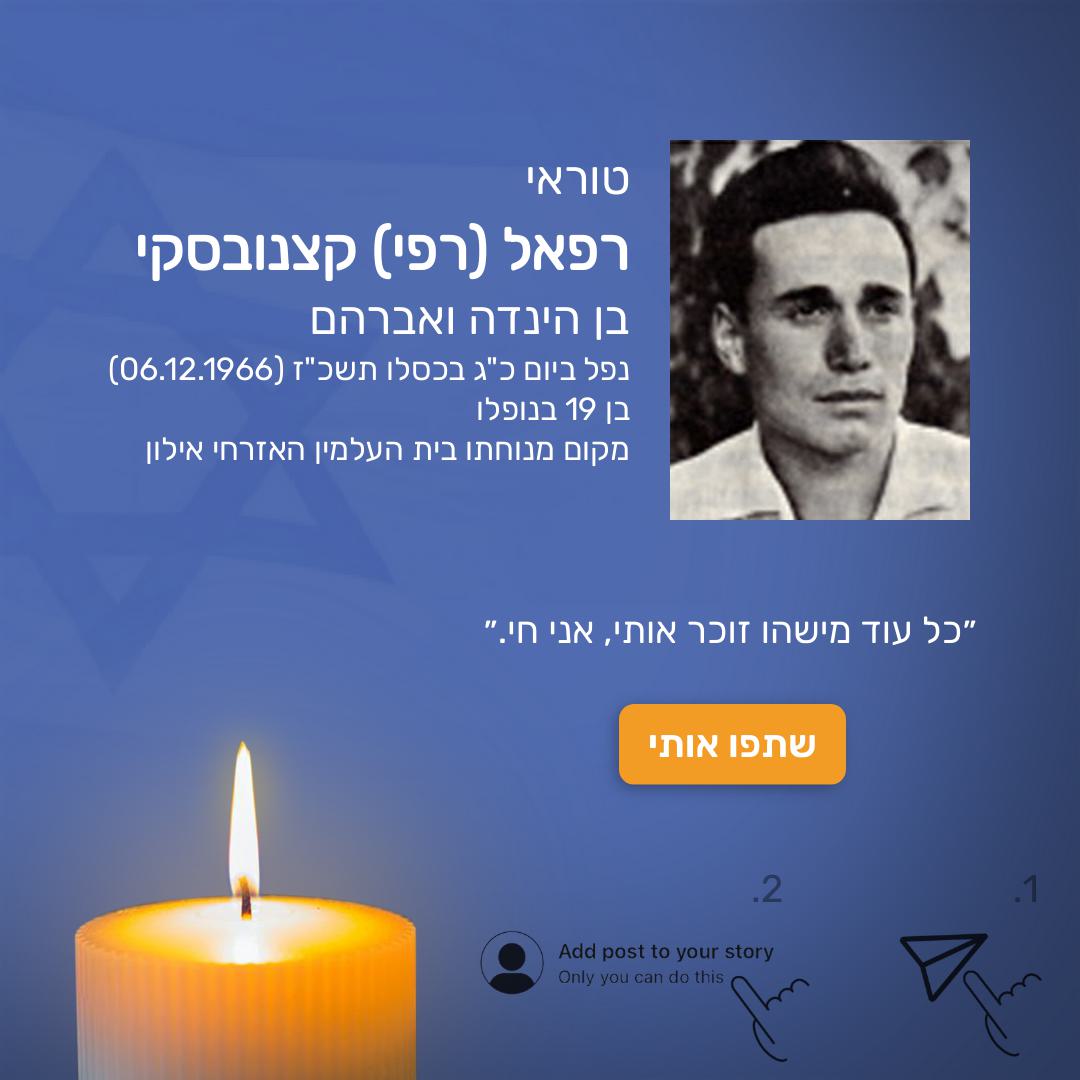 טוראי
רפאל (רפי) קצנובסקי
בן הינדה ואברהם
נפל ביום כ"ג בכסלו תשכ"ז (06.12.1966)
בן 19 בנופלו
מקום מנוחתו בית העלמין האזרחי אילון
״כל עוד מישהו זוכר אותי, אני חי.״
שתפו אותי
1.
2.
Add post to your story
Only you can do this